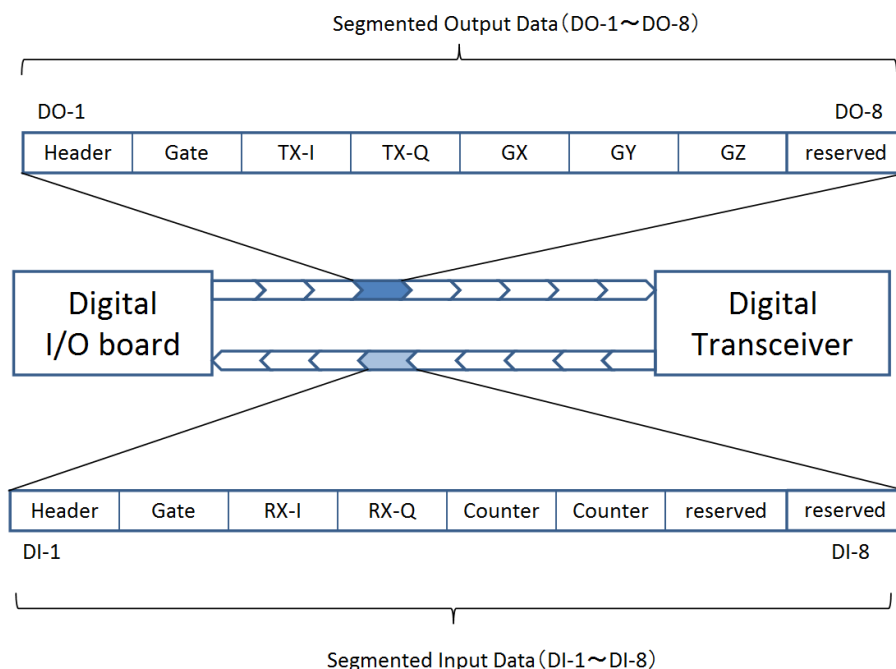 Segmented Output Data(DO-1～DO-8)
DO-1 DO-8
Header Gate TX-I TX-Q GX GY GZ reserved
Digital
I/O board
Digital
Transceiver
Header Gate RX-I RX-Q Counter Counter reserved reserved
DI-1 DI-8
Segmented Input Data(DI-1～DI-8)